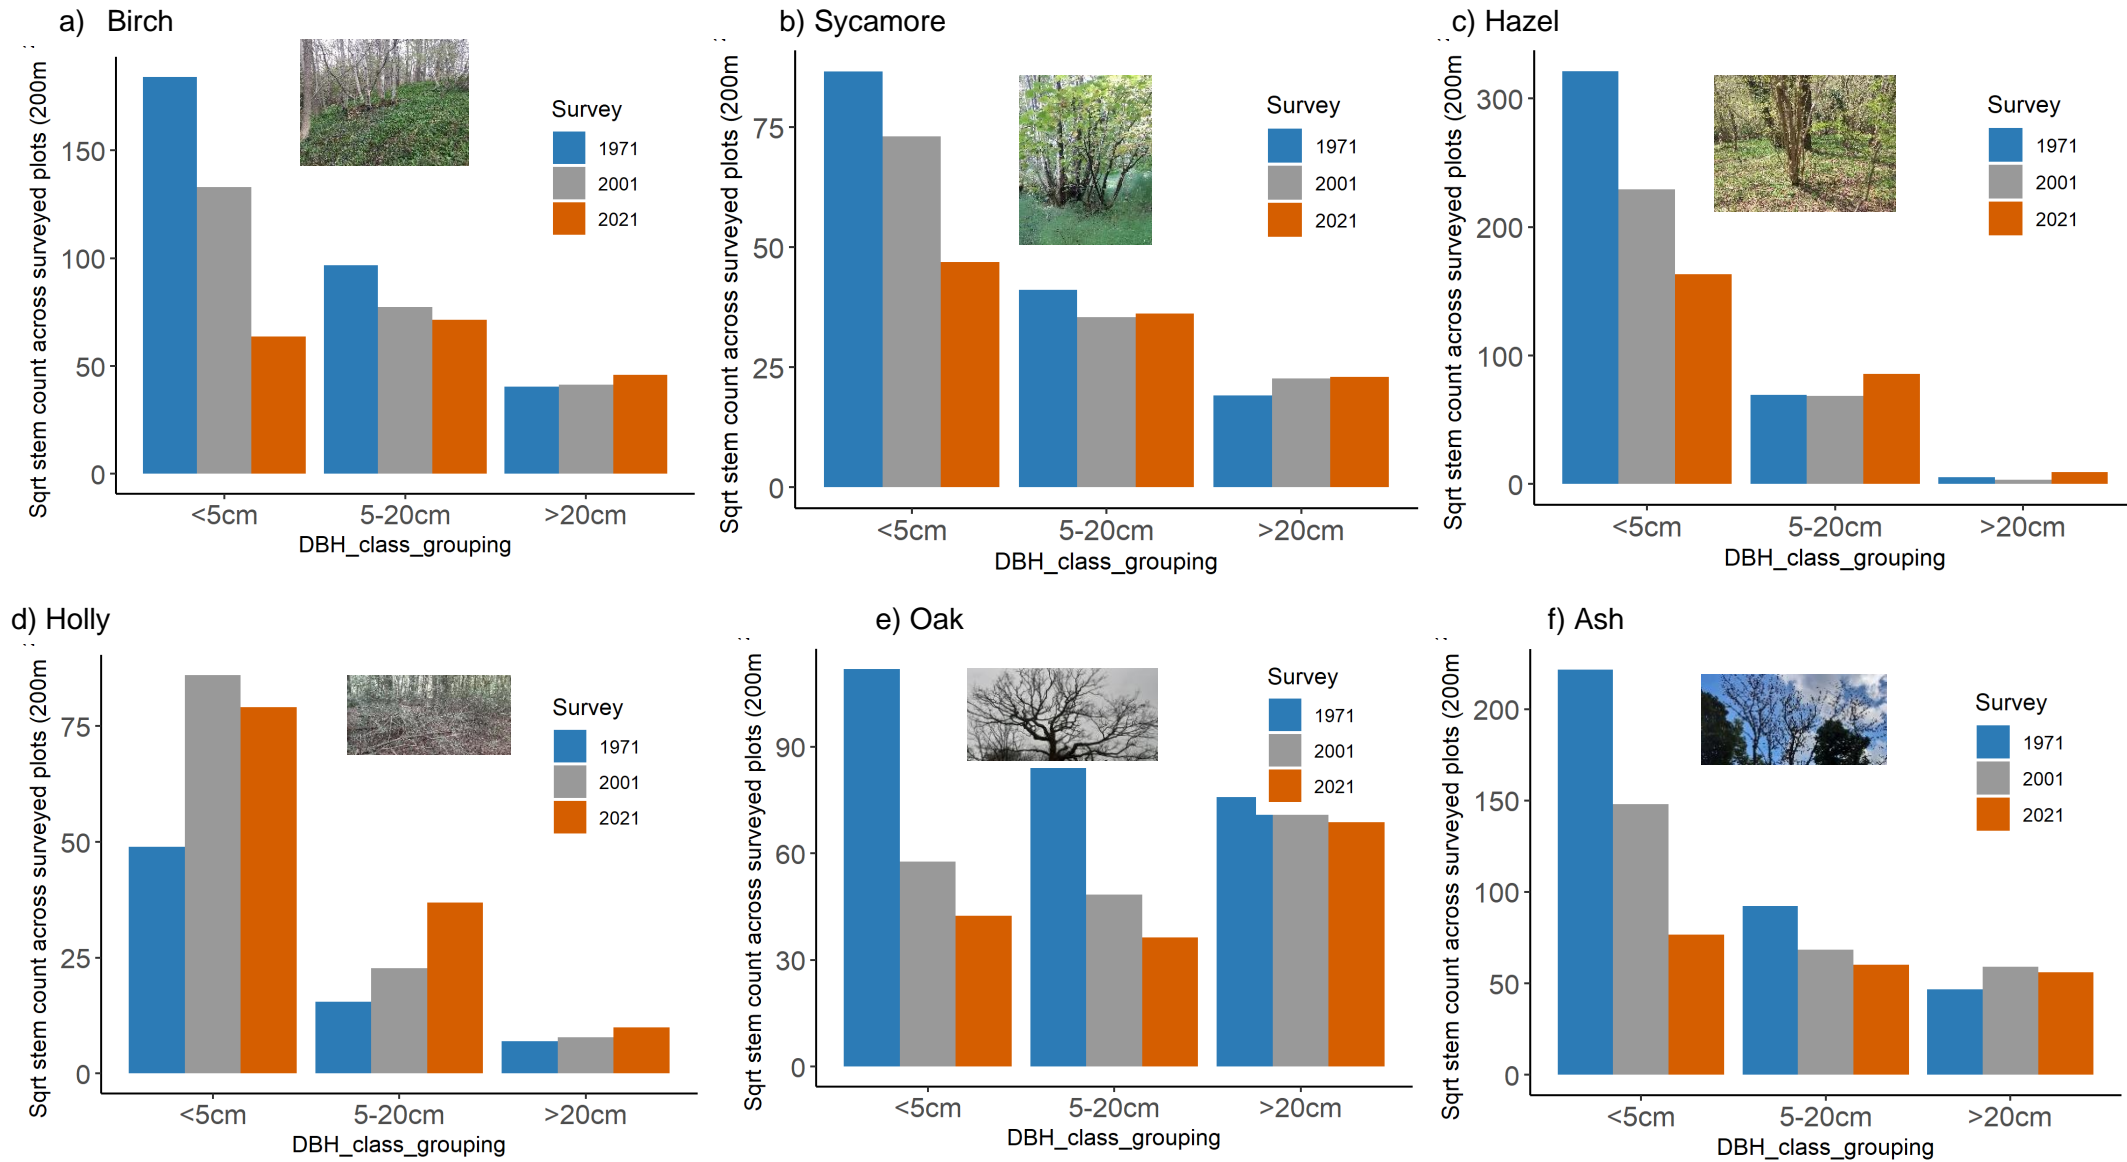 a) Birch
Sqrt stem count across surveyed plots (200m
150
100
50
0
<5cm
5-20cm
>20cm
DBH_class_grouping
Survey
1971
2001
2021
b) Sycamore
Sqrt stem count across surveyed plots (200m
75
50
25
0
<5cm
5-20cm
>20cm
DBH_class_grouping
Survey
1971
2001
2021
c) Hazel
Sqrt stem count across surveyed plots (200m
300
200
100
0
<5cm
5-20cm
>20cm
DBH_class_grouping
Survey
1971
2001
2021
d) Holly
Sqrt stem count across surveyed plots (200m
75
50
25
0
<5cm
5-20cm
>20cm
DBH_class_grouping
Survey
1971
2001
2021
e) Oak
Sqrt stem count across surveyed plots (200m
90
60
30
0
<5cm
5-20cm
>20cm
DBH_class_grouping
Survey
1971
2001
2021
f) Ash
Sqrt stem count across surveyed plots (200m
200
150
100
50
0
<5cm
5-20cm
>20cm
DBH_class_grouping
Survey
1971
2001
2021